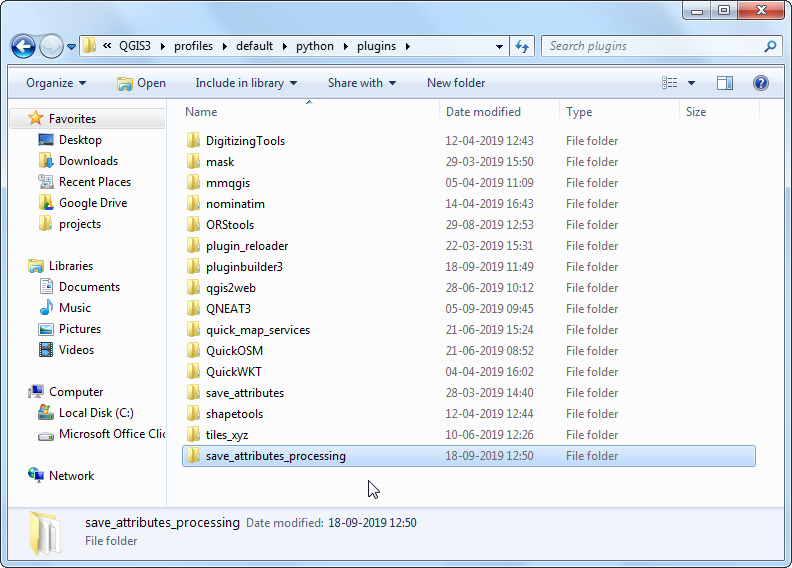 « QGIS3 ▸ profiles ▸ default ▸ python ▸ plugins ▸ Search plugins
Organize Open Include in library Share with New folder
Name Date modified Type Size
Favorites
Desktop
Downloads
Recent Places
Google Drive
projects
Libraries
Documents
Music
Pictures
Videos
Computer
Local Disk (C:)
Microsoft Office Clic
Network
DigitizingTools 12-04-2019 12:43 File folder
mask 29-03-2019 15:50 File folder
mmqgis 05-04-2019 11:09 File folder
nominatim 14-04-2019 16:43 File folder
ORStools 29-08-2019 12:53 File folder
plugin_reloader 22-03-2019 15:31 File folder
pluginbuilder3 18-09-2019 11:49 File folder
qgis2web 28-06-2019 10:12 File folder
QNEAT3 05-09-2019 09:45 File folder
quick_map_services 21-06-2019 15:24 File folder
QuickOSM 21-06-2019 08:52 File folder
QuickWKT 04-04-2019 16:02 File folder
save_attributes 28-03-2019 14:40 File folder
shapetools 12-04-2019 12:44 File folder
tiles_xyz 10-06-2019 12:26 File folder
save_attributes_processing 18-09-2019 12:50 File folder
save_attributes_processing Date modified: 18-09-2019 12:50
File folder